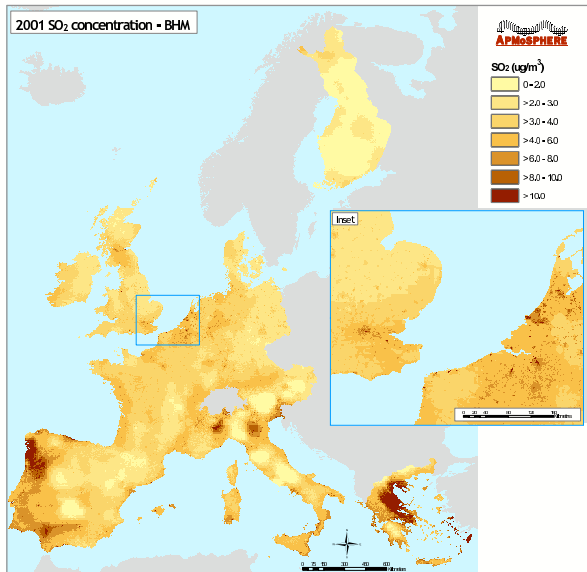 2001 SO2 concentration - BHM
APMoSPHERE
SO2 (ug/m3)
0 - 2.0
>2.0 - 3.0
>3.0 - 4.0
>4.0 - 6.0
>6.0 - 8.0
>8.0 - 10.0
>10.0
Inset